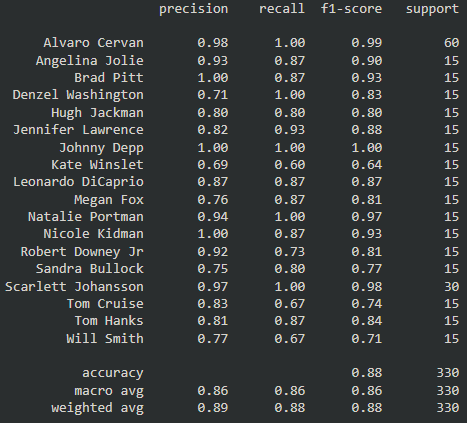 precision recall f1-score support
Alvaro Cervan 0.98 1.00 0.99 60
Angelina Jolie 0.93 0.87 0.90 15
Brad Pitt 1.00 0.87 0.93 15
Denzel Washington 0.71 1.00 0.83 15
Hugh Jackman 0.80 0.80 0.80 15
Jennifer Lawrence 0.82 0.93 0.88 15
Johnny Depp 1.00 1.00 1.00 15
Kate Winslet 0.69 0.60 0.64 15
Leonardo DiCaprio 0.87 0.87 0.87 15
Megan Fox 0.76 0.87 0.81 15
Natalie Portman 0.94 1.00 0.97 15
Nicole Kidman 1.00 0.87 0.93 15
Robert Downey Jr 0.92 0.73 0.81 15
Sandra Bullock 0.75 0.80 0.77 15
Scarlett Johansson 0.97 1.00 0.98 30
Tom Cruise 0.83 0.67 0.74 15
Tom Hanks 0.81 0.87 0.84 15
Will Smith 0.77 0.67 0.71 15
accuracy 0.88 330
macro avg 0.86 0.86 0.86 330
weighted avg 0.89 0.88 0.88 330